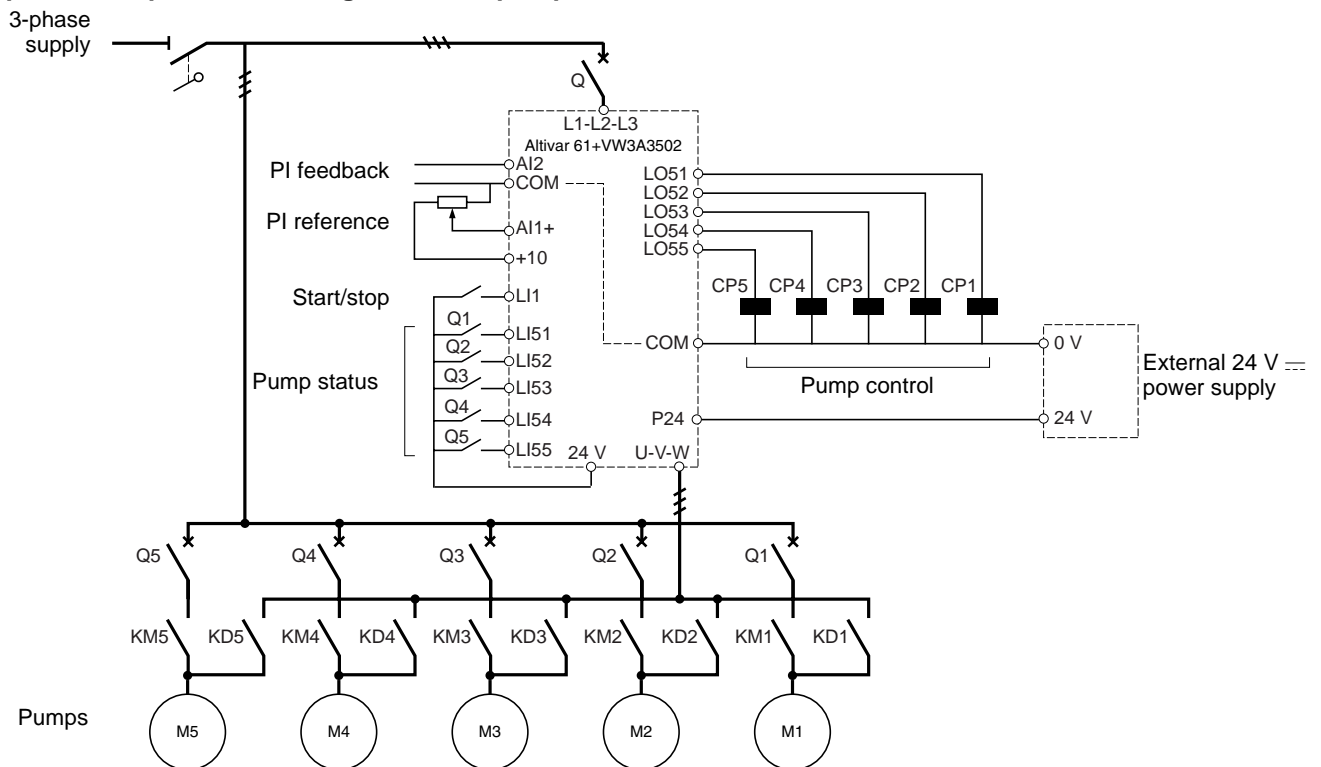 3-phase
supply
Q
L1-L2-L3
Altivar 61+VW3A3502
PI feedback
AI2
COM
PI reference
AI1+
+10
LO51
LO52
LO53
LO54
LO55
CP5
CP4
CP3
CP2
CP1
Start/stop
LI1
Q1
LI51
Q2
LI52
Q3
LI53
Q4
LI54
Q5
LI55
Pump status
COM
0 V
Pump control
External 24 V
power supply
P24
24 V
24 V
U-V-W
Q5
Q4
Q3
Q2
Q1
KM5
KD5
KM4
KD4
KM3
KD3
KM2
KD2
KM1
KD1
Pumps
M5
M4
M3
M2
M1